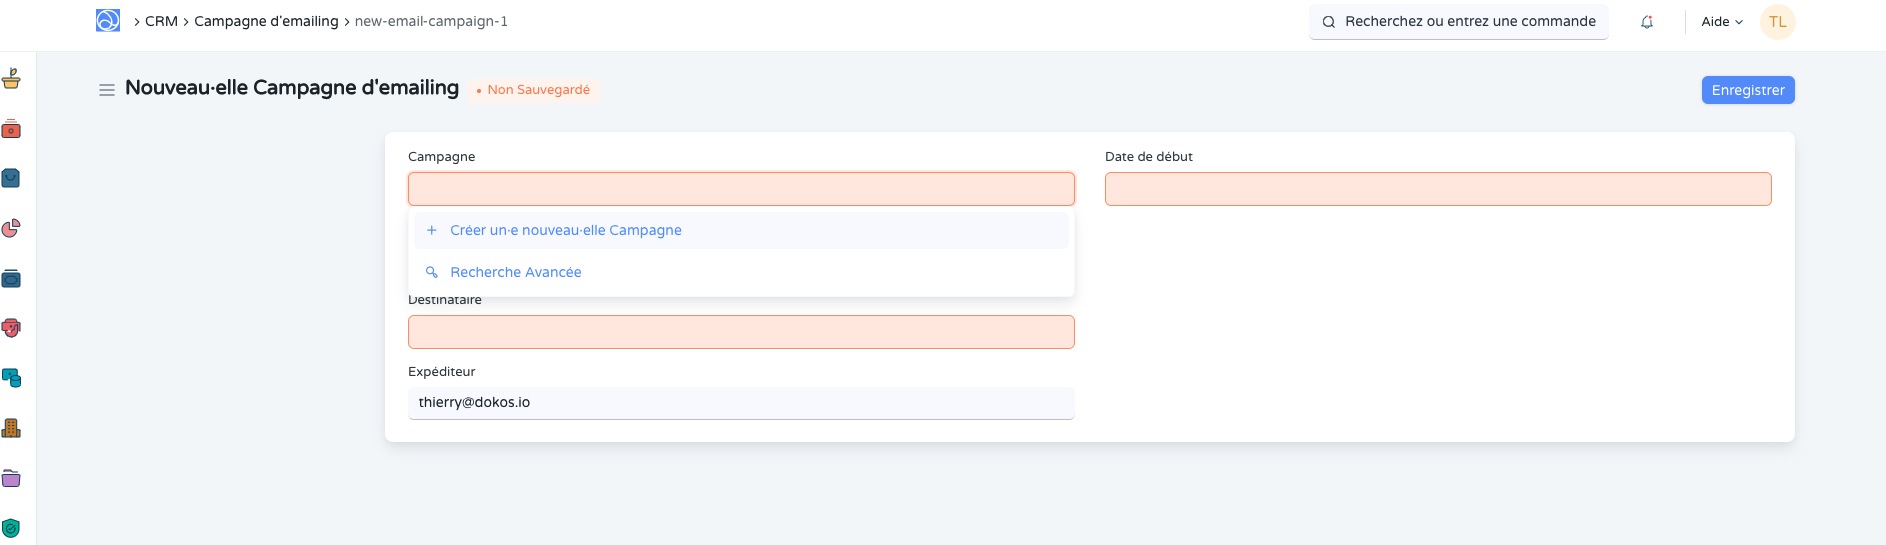 CRM > Campagne d'emailing > new-email-campaign-1
Recherchez ou entrez une commande
Aide
TL
Nouveau·elle Campagne d'emailing
• Non Sauvegardé
Enregistrer
Campagne
Date de début
+ Créer un·e nouveau·elle Campagne
Recherche Avancée
Destinataire
Expéditeur
thierry@dokos.io